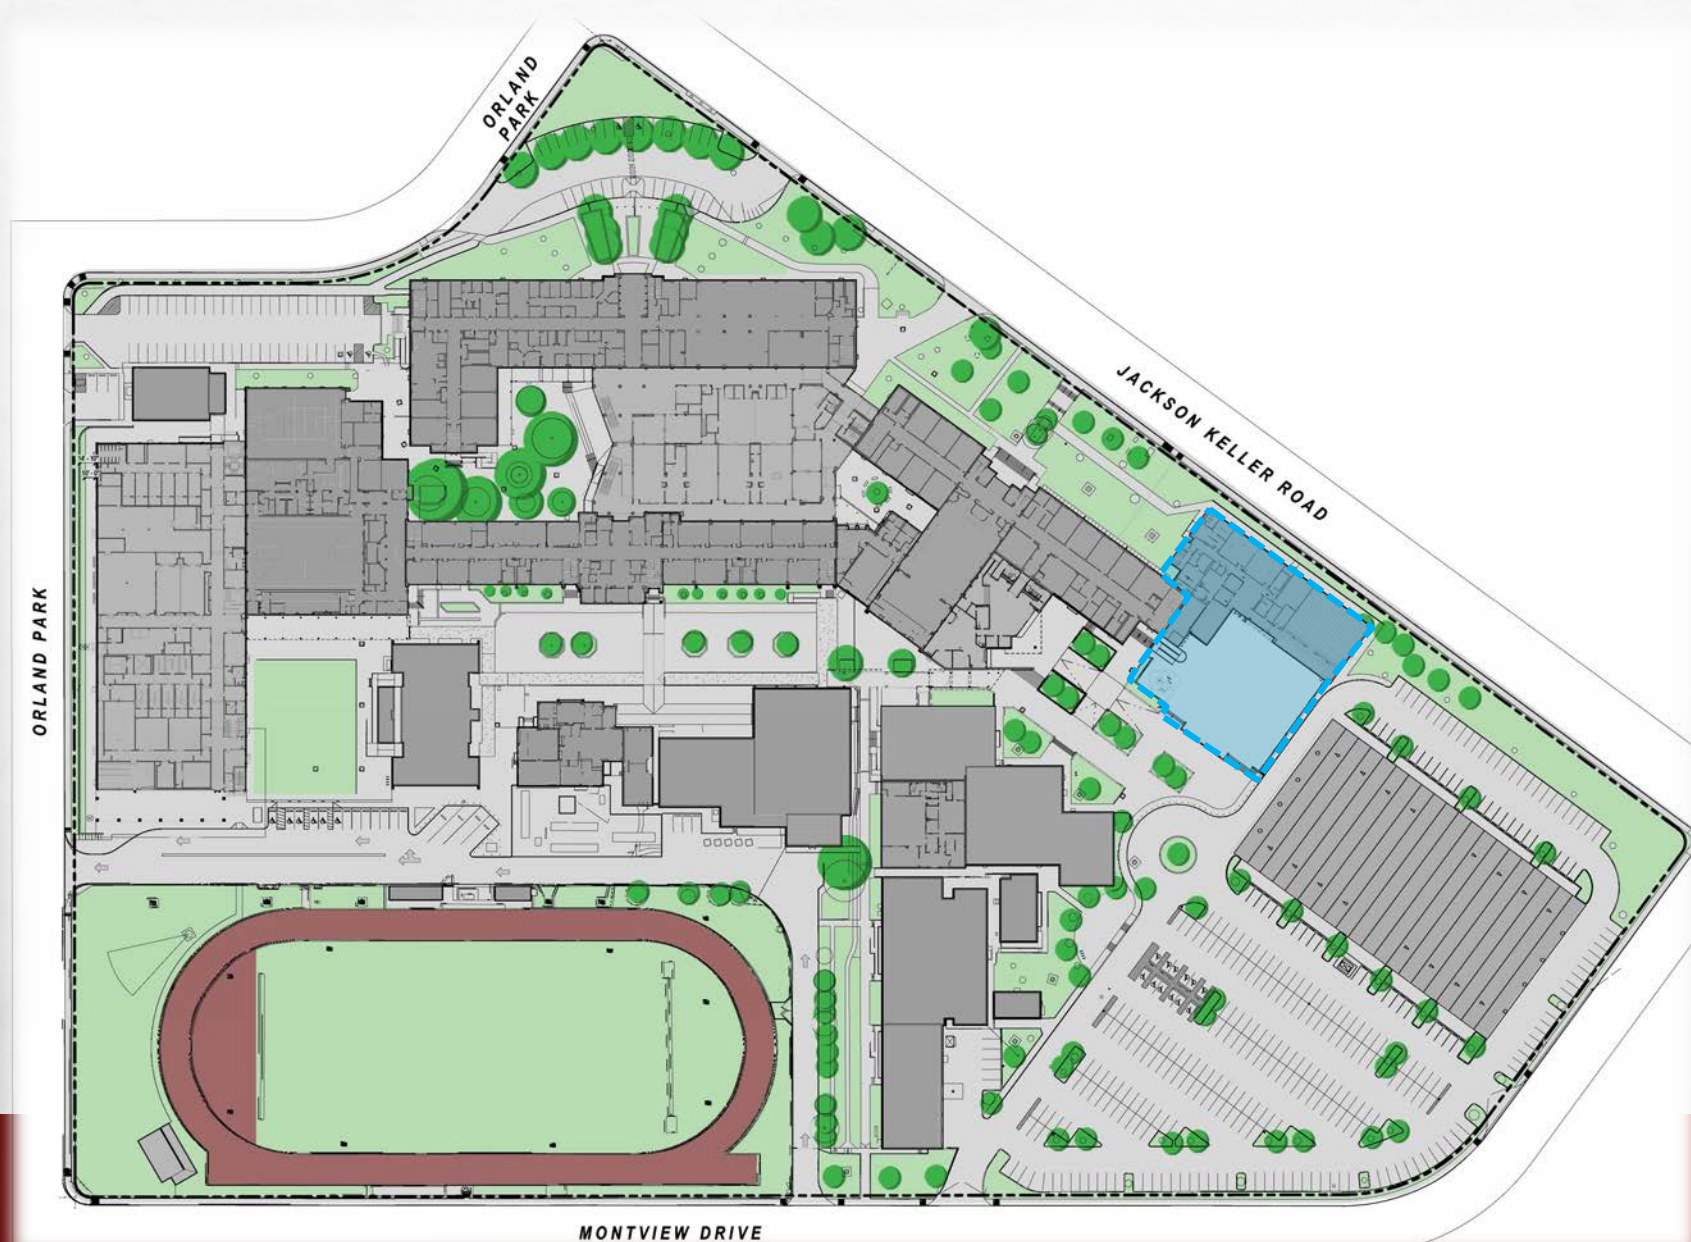 ORLAND
PARK
JACKSON KELLER ROAD
ORLAND PARK
MONTVIEW DRIVE